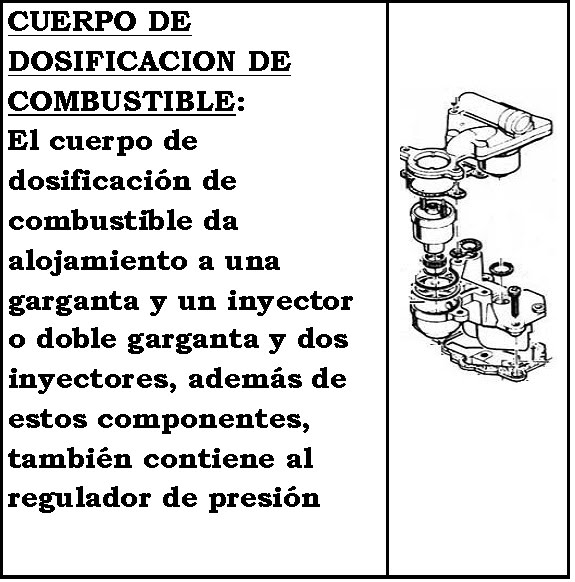 CUERPO DE
DOSIFICACION DE
COMBUSTIBLE:
El cuerpo de
dosificación de
combustible da
alojamiento a una
garganta y un inyector
o doble garganta y dos
inyectores, además de
estos componentes,
también contiene al
regulador de presión